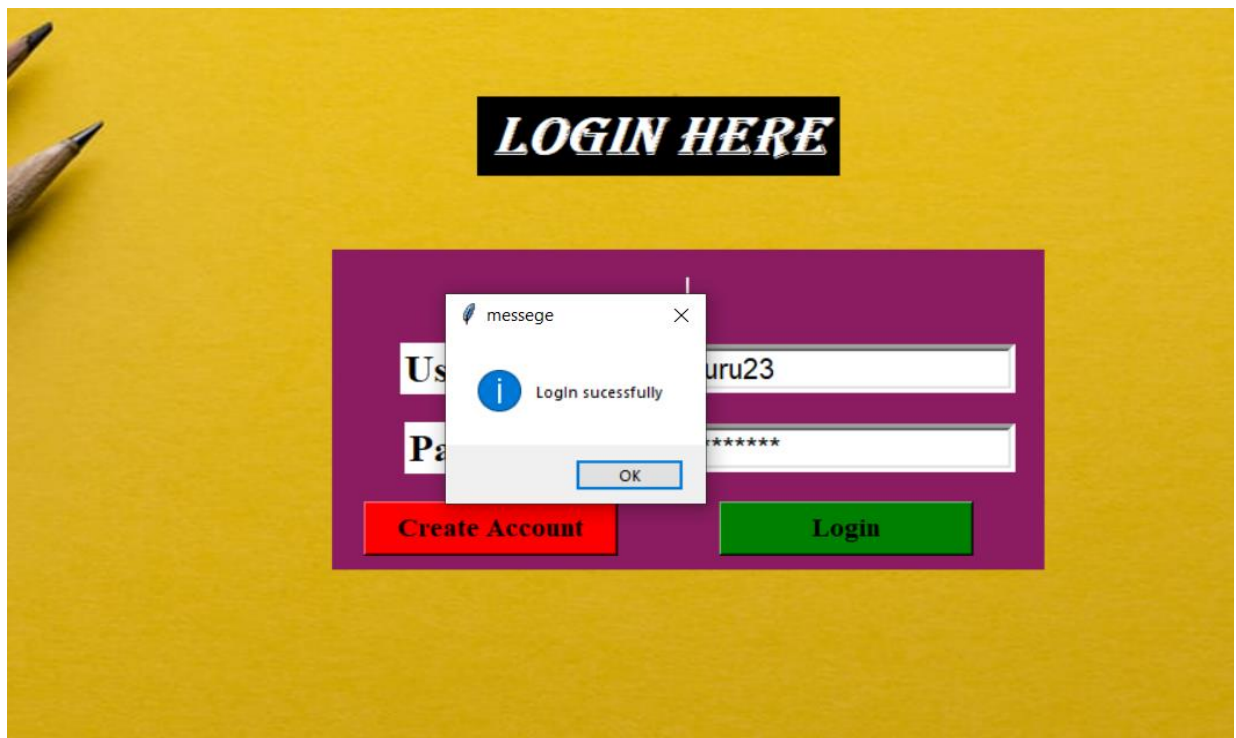 LOGIN HERE
messege
LogIn sucessfully
OK
uru23
********
Create Account
Login